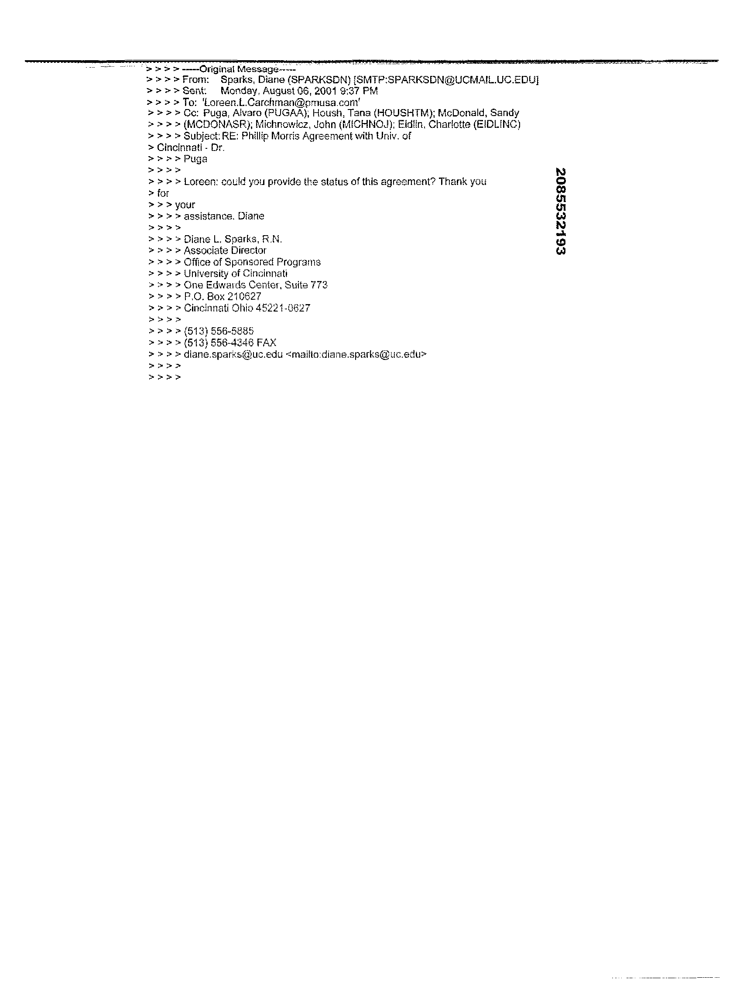 > > > > -----Original Message-----
> > > > From: Sparks, Diane (SPARKSDN) [SMTP:SPARKSDN@UCMAIL.UC.EDU]
> > > > Sent: Monday, August 06, 2001 9:37 PM
> > > > To: 'Loreen.L.Carchman@pmusa.com'
> > > > Cc: Puga, Alvaro (PUGAA); Housh, Tana (HOUSHTM); McDonald, Sandy
> > > > (MCDONASR); Michnowicz, John (MICHNOJ); Eidlin, Charlotte (EIDLINC)
> > > > Subject: RE: Phillip Morris Agreement with Univ. of
> Cincinnati - Dr.
> > > > Puga
> > > >
> > > > Loreen: could you provide the status of this agreement? Thank you
> for
> > > your
> > > > assistance. Diane
> > > >
> > > > Diane L. Sparks, R.N.
> > > > Associate Director
> > > > Office of Sponsored Programs
> > > > University of Cincinnati
> > > > One Edwards Center, Suite 773
> > > > P.O. Box 210627
> > > > Cincinnati Ohio 45221-0627
> > > >
> > > > (513) 556-5885
> > > > (513) 556-4346 FAX
> > > > diane.sparks@uc.edu <mailto:diane.sparks@uc.edu>
> > > >
> > > >
2085532193